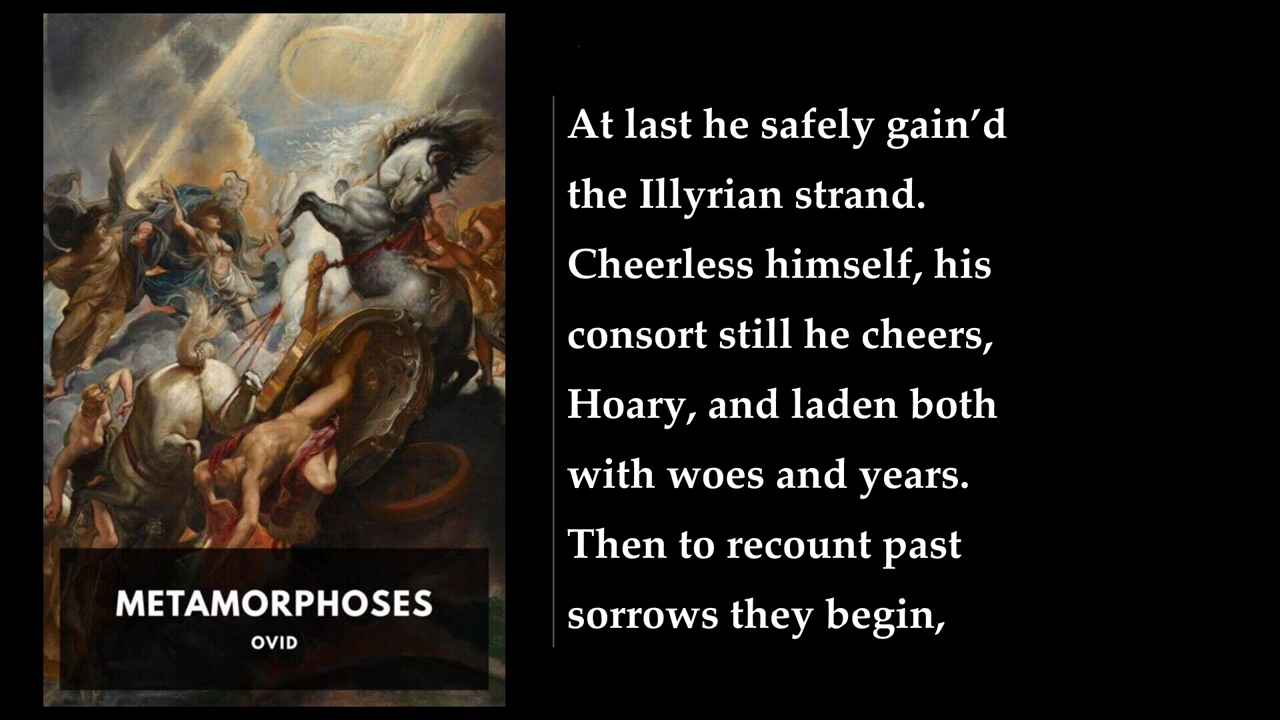 METAMORPHOSES
OVID
At last he safely gain’d
the Illyrian strand.
Cheerless himself, his
consort still he cheers,
Hoary, and laden both
with woes and years.
Then to recount past
sorrows they begin,